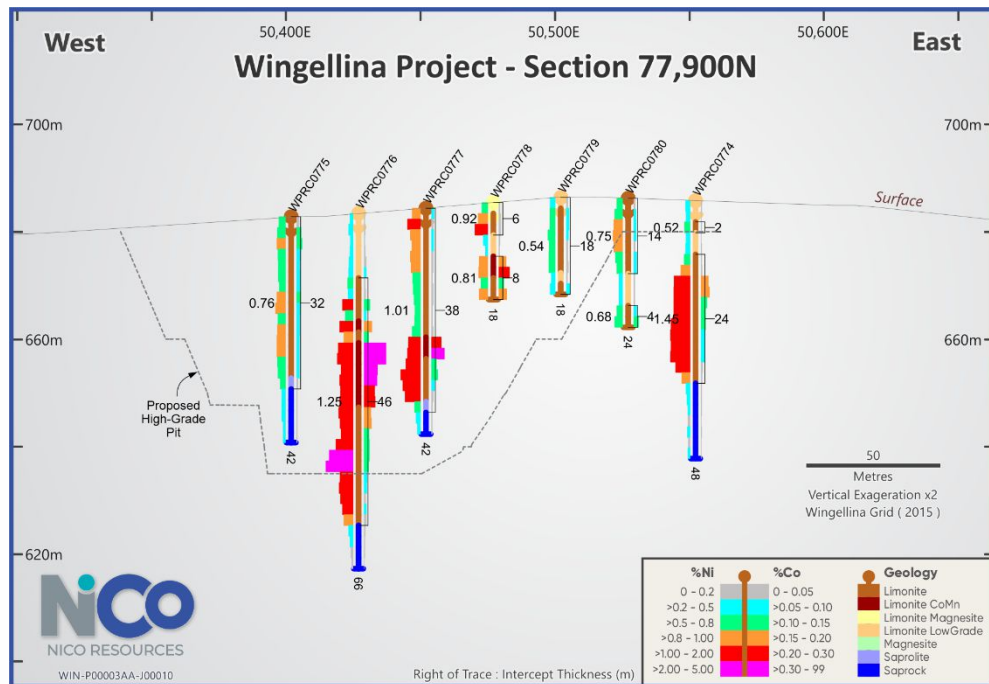 50,400E 50,500E 50,600E
West East
Wingellina Project - Section 77,900N
700m 700m
WPRC0775 WPRC0776 WPRC0777 WPRC0778 WPRC0779 WPRC0780 WPRC0774
Surface
0.92 6 0.52 2
0.75 14
0.54 18
0.81 8
0.76 32 1.01 38
0.68 4 1.45 24
18 18 24
660m 660m
Proposed
High-Grade
Pit
1.25 46
42 42 48
66
50
Metres
Vertical Exageration x2
Wingellina Grid ( 2015 )
620m
NiCo
NICO RESOURCES
WIN-P00003AA-J00010
Right of Trace : Intercept Thickness (m)
%Ni %Co Geology
0 - 0.2 0 - 0.05 Limonite
>0.2 - 0.5 >0.05 - 0.10 Limonite CoMn
>0.5 - 0.8 >0.10 - 0.15 Limonite Magnesite
>0.8 - 1.00 >0.15 - 0.20 Limonite LowGrade
>1.00 - 2.00 >0.20 - 0.30 Magnesite
>2.00 - 5.00 >0.30 - 99 Saprolite
Saprock